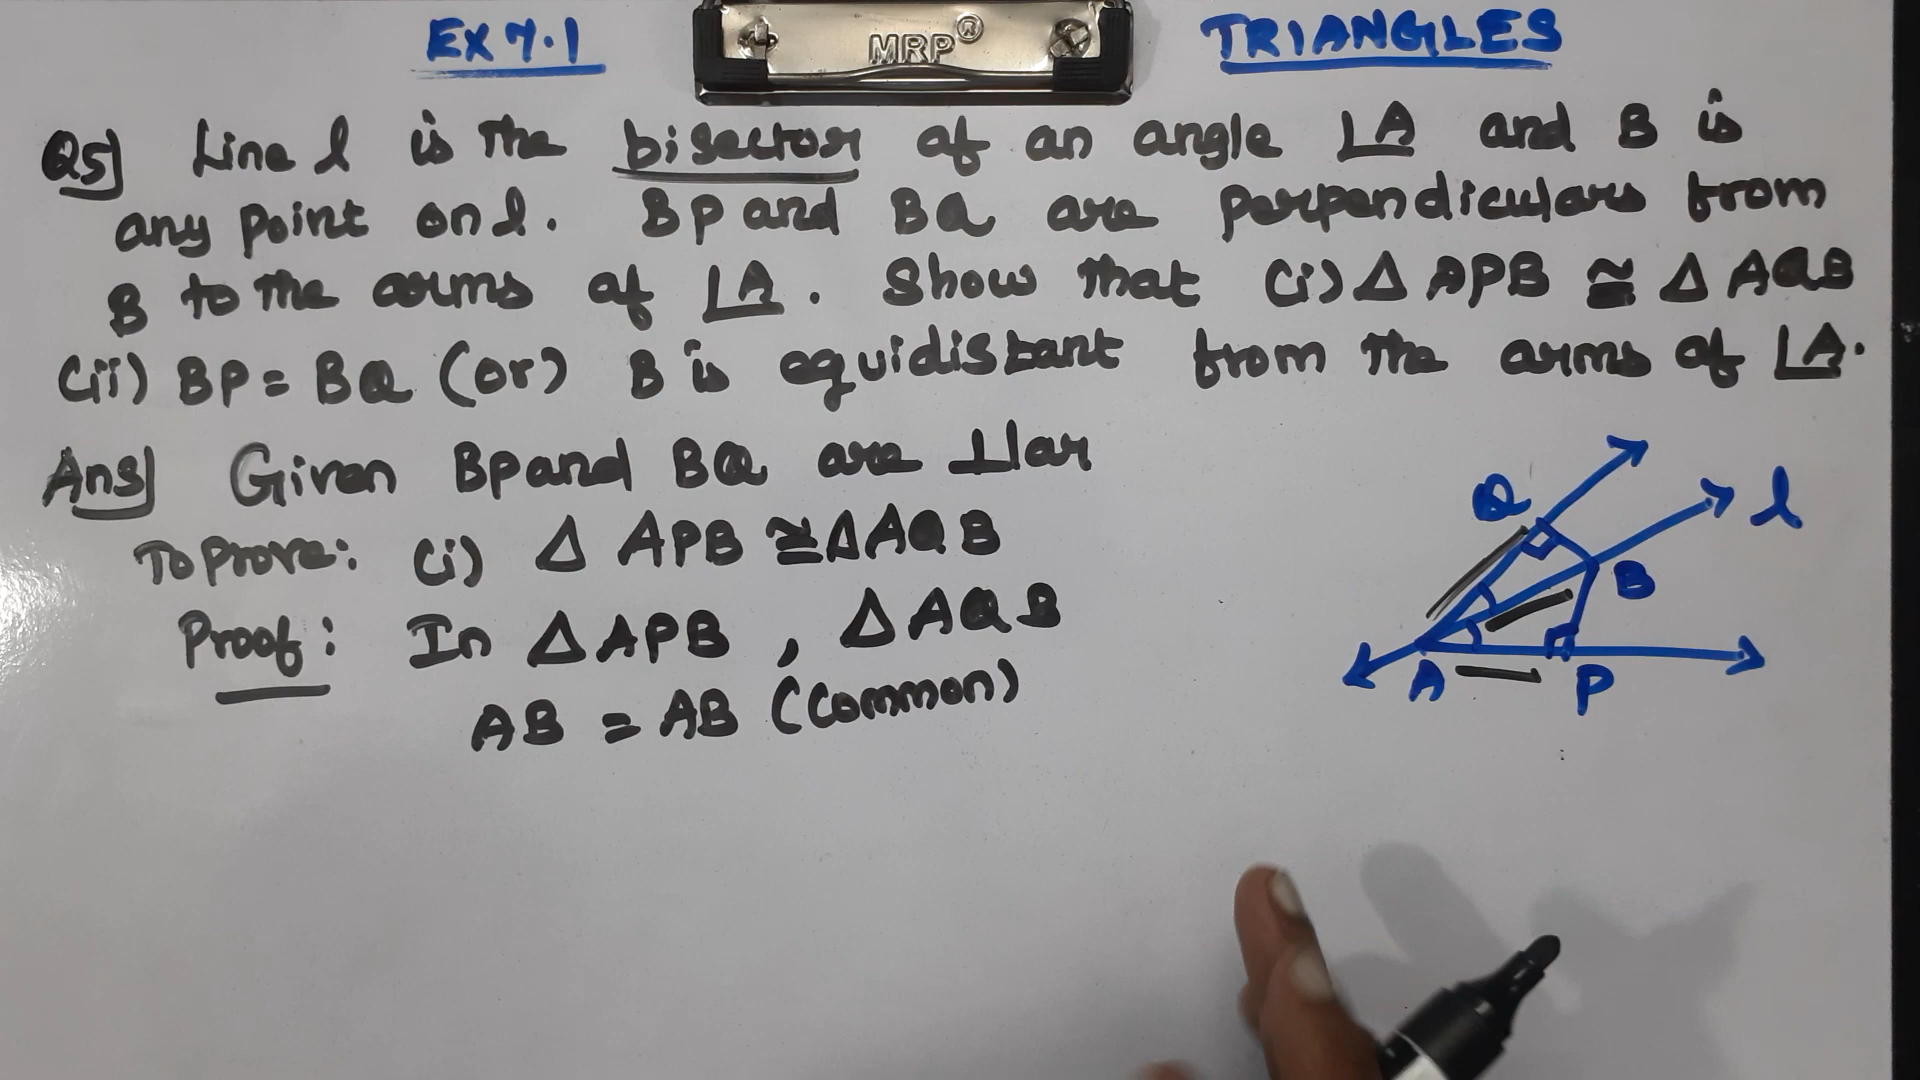 EX 7.1
MRP®
TRIANGLES
Q5] Line l is the bisector of an angle ∟A and B is
any point on l. BP and BQ are perpendiculars from
B to the arms of ∟A. Show that (i) Δ APB ≅ Δ AQB
(ii) BP = BQ (or) B is equidistant from the arms of ∟A.
Ans] Given BP and BQ are ⊥lar
To prove: (i) Δ APB ≅ Δ AQB
Proof: In Δ APB, Δ AQB
AB = AB (Common)
Q
l
B
A
P